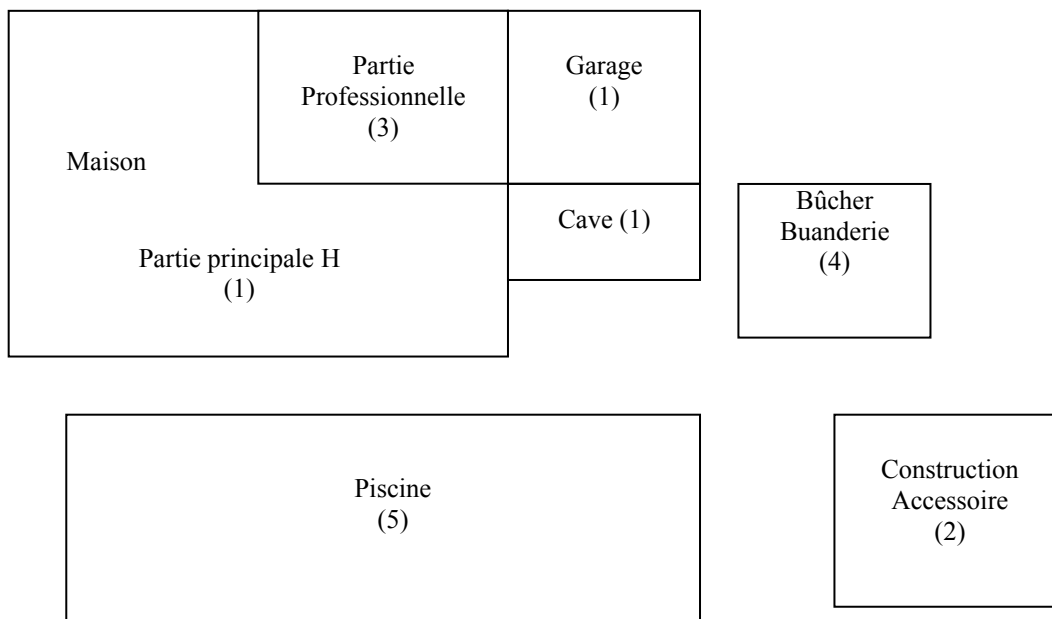 Partie
Professionnelle
(3)
Garage
(1)
Maison
Cave (1)
Bûcher
Buanderie
(4)
Partie principale H
(1)
Piscine
(5)
Construction
Accessoire
(2)